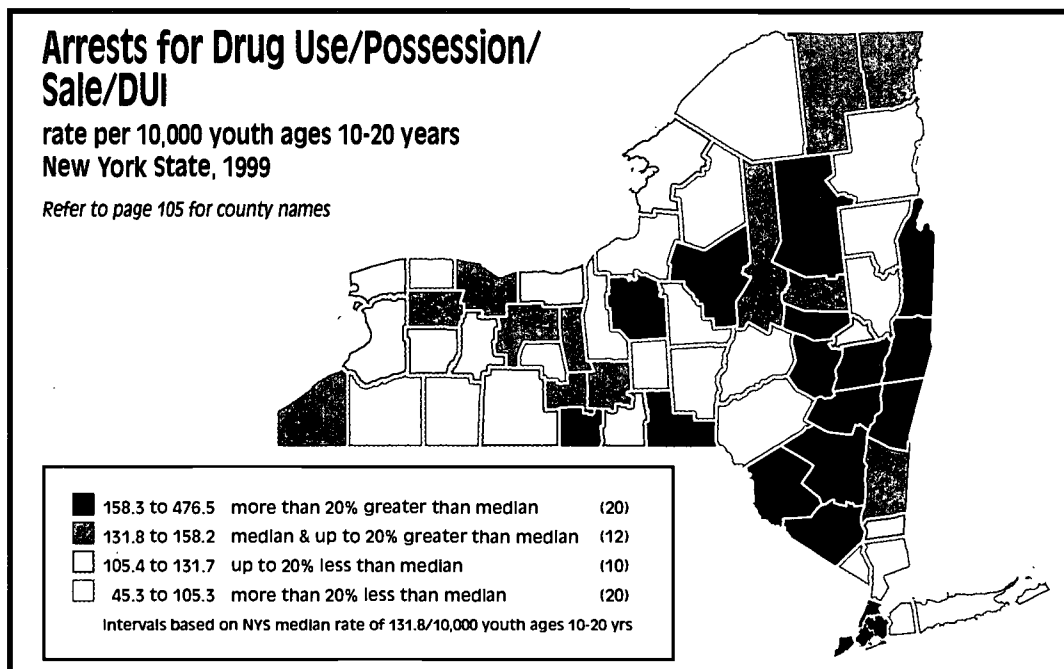 Arrests for Drug Use/Possession/
Sale/DUI
rate per 10,000 youth ages 10-20 years
New York State, 1999
Refer to page 105 for county names
158.3 to 476.5 more than 20% greater than median (20)
131.8 to 158.2 median & up to 20% greater than median (12)
105.4 to 131.7 up to 20% less than median (10)
45.3 to 105.3 more than 20% less than median (20)
Intervals based on NYS median rate of 131.8/10,000 youth ages 10-20 yrs